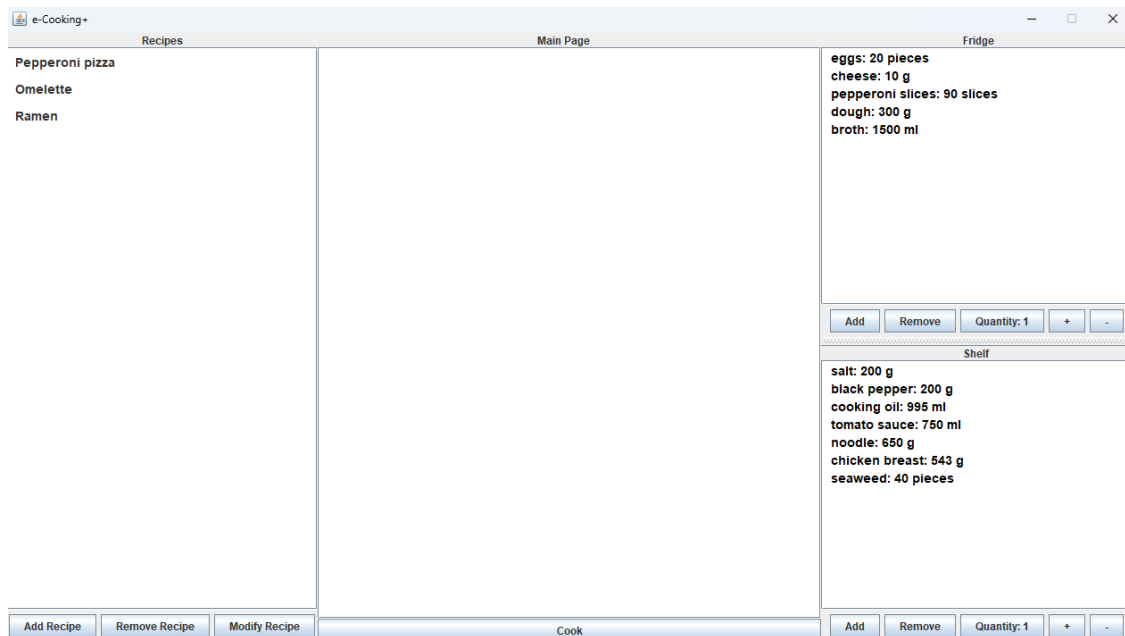 e-Cooking+
Recipes
Pepperoni pizza
Omelette
Ramen
Add Recipe Remove Recipe Modify Recipe
Main Page
Cook
Fridge
eggs: 20 pieces
cheese: 10 g
pepperoni slices: 90 slices
dough: 300 g
broth: 1500 ml
Add Remove Quantity: 1 + -
Shelf
salt: 200 g
black pepper: 200 g
cooking oil: 995 ml
tomato sauce: 750 ml
noodle: 650 g
chicken breast: 543 g
seaweed: 40 pieces
Add Remove Quantity: 1 + -